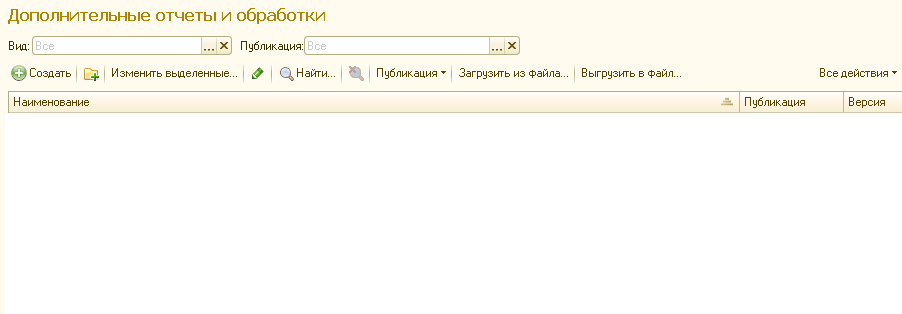 Дополнительные отчеты и обработки
Вид: Все ... Публикация: Все ...
Создать Изменить выделенные... Найти... Публикация Загрузить из файла... Выгрузить в файл... Все действия
Наименование Публикация Версия